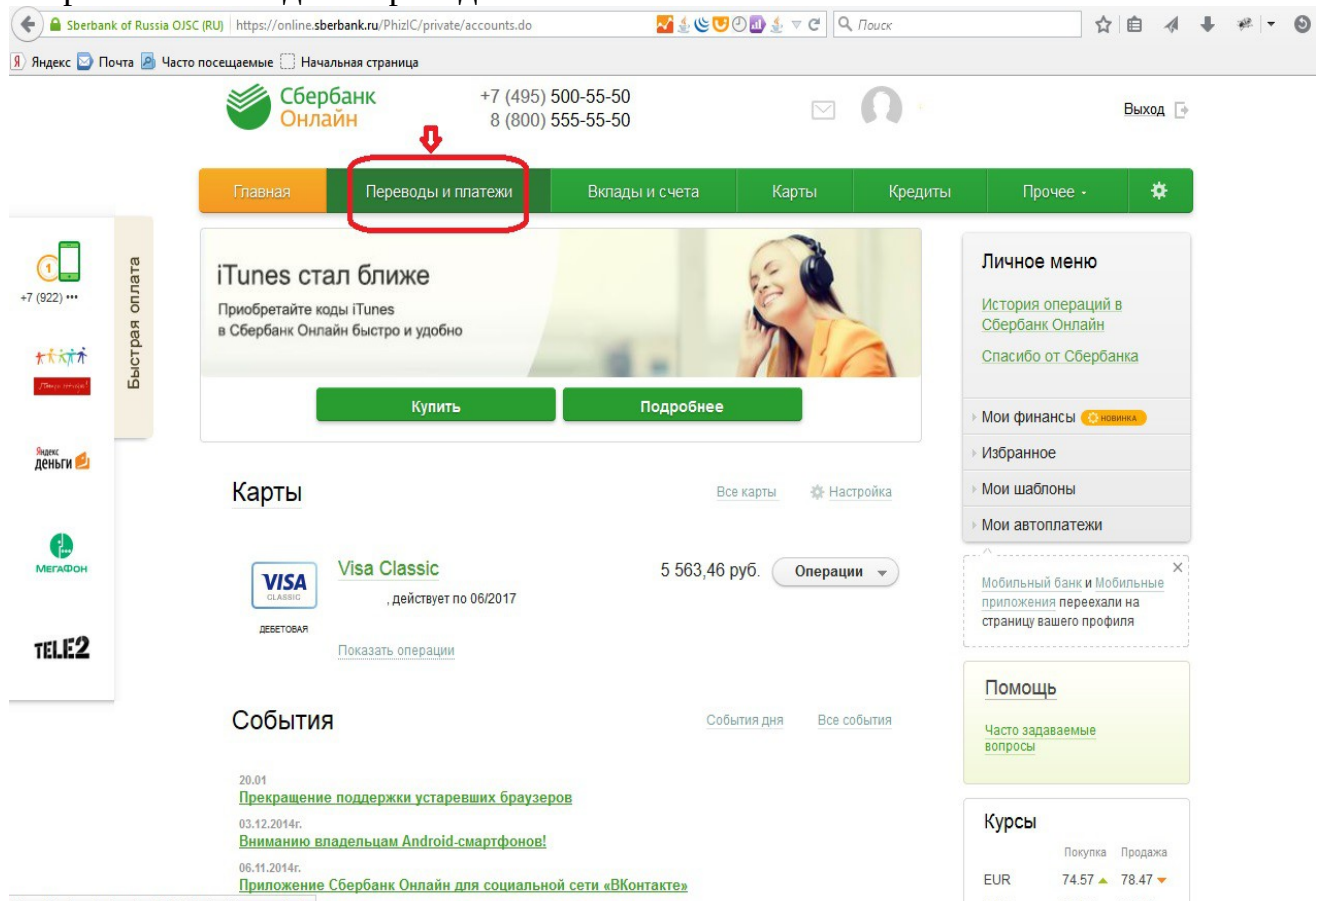 Sberbank of Russia OJSC (RU) https://online.sberbank.ru/PhizIC/private/accounts.do
Поиск
Яндекс Почта Часто посещаемые Начальная страница
Сбербанк
Онлайн
+7 (495) 500-55-50
8 (800) 555-55-50
Выход
Главная Переводы и платежи Вклады и счета Карты Кредиты Прочее
1
+7 (922) •••
Быстрая оплата
Яндекс
деньги
МЕГАФОН
TELE2
iTunes стал ближе
Приобретайте коды iTunes
в Сбербанк Онлайн быстро и удобно
Купить Подробнее
Карты
Все карты Настройка
VISA
CLASSIC
ДЕБЕТОВАЯ
Visa Classic
, действует по 06/2017
5 563,46 руб. Операции
Показать операции
События
События дня Все события
20.01
Прекращение поддержки устаревших браузеров
03.12.2014г.
Вниманию владельцам Android-смартфонов!
06.11.2014г.
Приложение Сбербанк Онлайн для социальной сети «ВКонтакте»
Личное меню
История операций в
Сбербанк Онлайн
Спасибо от Сбербанка
Мои финансы НОВИНКА
Избранное
Мои шаблоны
Мои автоплатежи
Мобильный банк и Мобильные
приложения переехали на
страницу вашего профиля
Помощь
Часто задаваемые
вопросы
Курсы
Покупка Продажа
EUR 74.57 78.47